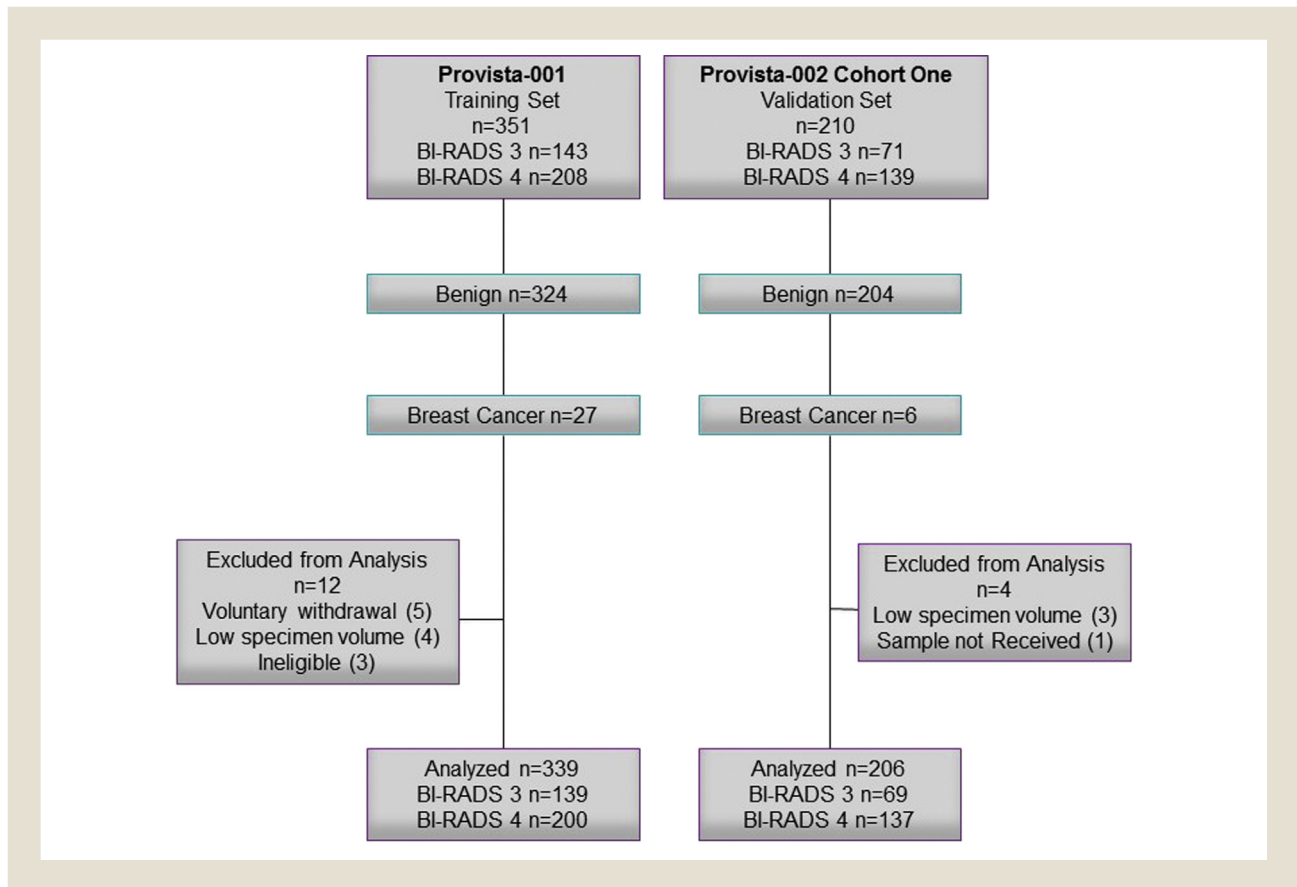 Provista-001
Training Set
n=351
BI-RADS 3 n=143
BI-RADS 4 n=208
Benign n=324
Breast Cancer n=27
Excluded from Analysis
n=12
Voluntary withdrawal (5)
Low specimen volume (4)
Ineligible (3)
Analyzed n=339
BI-RADS 3 n=139
BI-RADS 4 n=200
Provista-002 Cohort One
Validation Set
n=210
BI-RADS 3 n=71
BI-RADS 4 n=139
Benign n=204
Breast Cancer n=6
Excluded from Analysis
n=4
Low specimen volume (3)
Sample not Received (1)
Analyzed n=206
BI-RADS 3 n=69
BI-RADS 4 n=137